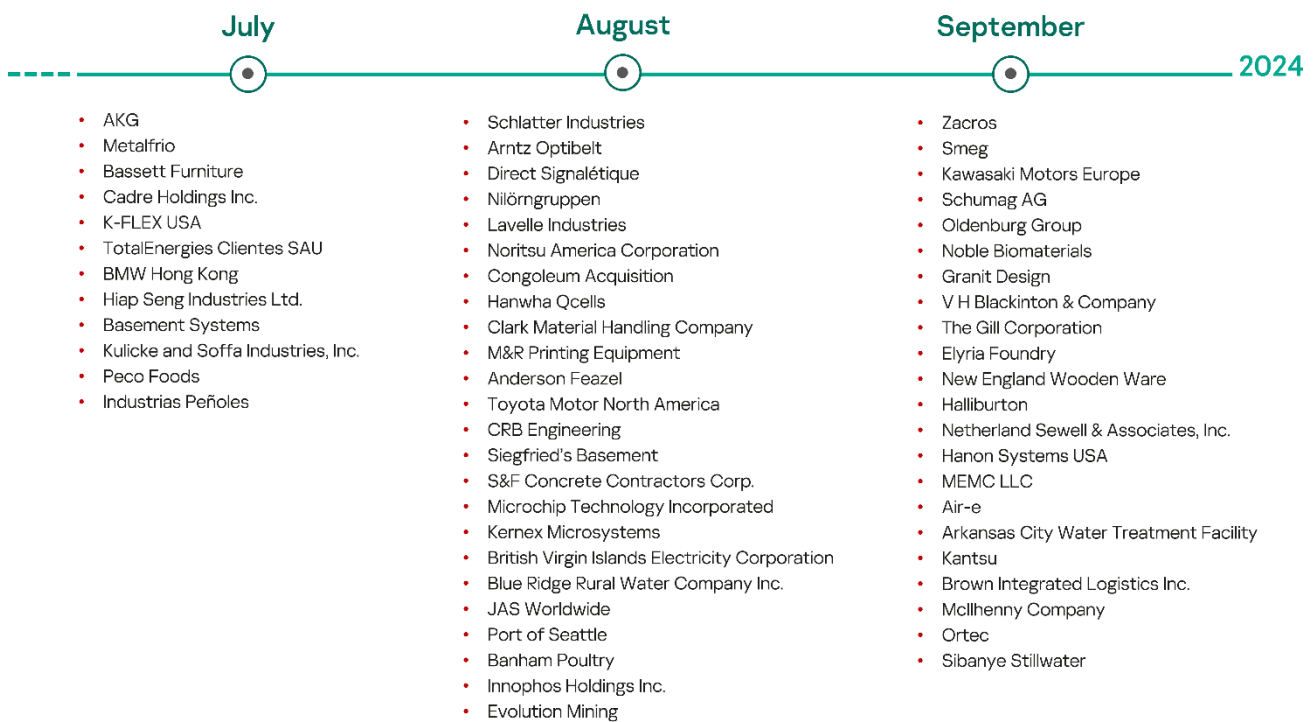 July
August
September
2024
AKG
Metalfrio
Bassett Furniture
Cadre Holdings Inc.
K-FLEX USA
TotalEnergies Clientes SAU
BMW Hong Kong
Hiap Seng Industries Ltd.
Basement Systems
Kulicke and Soffa Industries, Inc.
Peco Foods
Industrias Peñoles
Schlatter Industries
Arntz Optibelt
Direct Signalétique
Nilörngruppen
Lavelle Industries
Noritsu America Corporation
Congoleum Acquisition
Hanwha Qcells
Clark Material Handling Company
M&R Printing Equipment
Anderson Feazel
Toyota Motor North America
CRB Engineering
Siegfried's Basement
S&F Concrete Contractors Corp.
Microchip Technology Incorporated
Kernex Microsystems
British Virgin Islands Electricity Corporation
Blue Ridge Rural Water Company Inc.
JAS Worldwide
Port of Seattle
Banham Poultry
Innophos Holdings Inc.
Evolution Mining
Zacros
Smeg
Kawasaki Motors Europe
Schumag AG
Oldenburg Group
Noble Biomaterials
Granit Design
V H Blackinton & Company
The Gill Corporation
Elyria Foundry
New England Wooden Ware
Halliburton
Netherland Sewell & Associates, Inc.
Hanon Systems USA
MEMC LLC
Air-e
Arkansas City Water Treatment Facility
Kantsu
Brown Integrated Logistics Inc.
McIlhenny Company
Ortec
Sibanye Stillwater